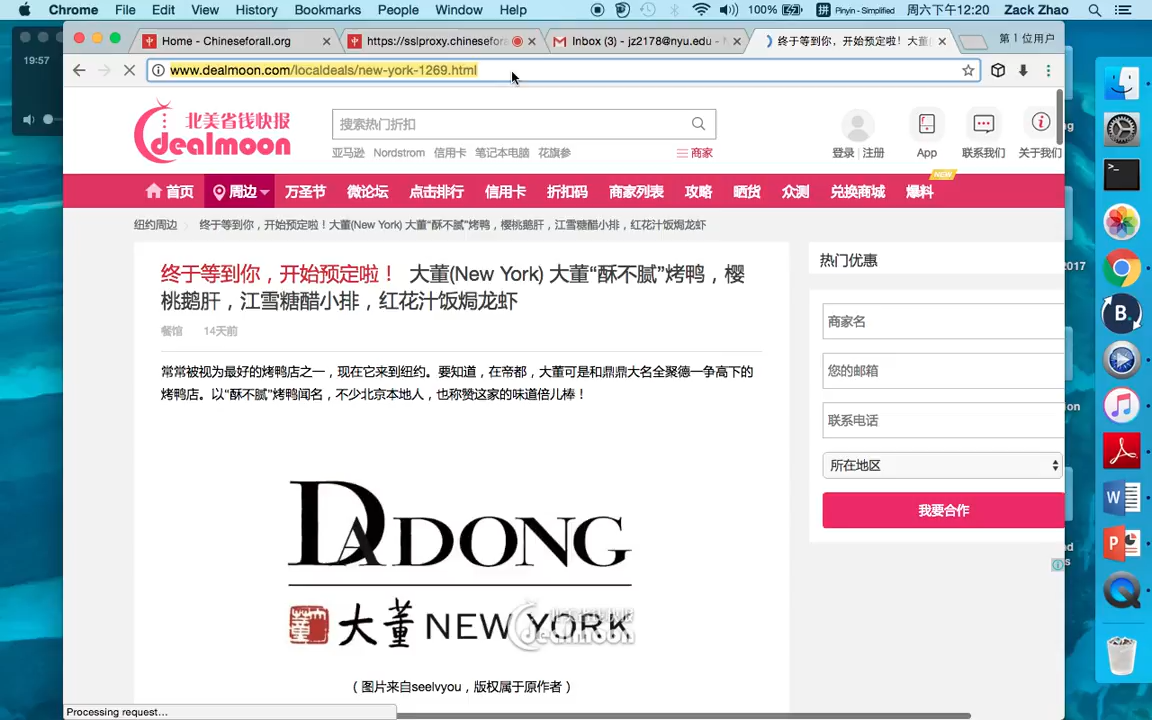 Chrome File Edit View History Bookmarks People Window Help 100% Pinyin - Simplified 周六下午12:20 Zack Zhao
19:57
Home - Chineseforall.org
https://sslproxy.chinesefora
Inbox (3) - jz2178@nyu.edu -
终于等到你，开始预定啦！大董
第 1 位用户
www.dealmoon.com/localdeals/new-york-1269.html
北美省钱快报
dealmoon
搜索热门折扣
亚马逊 Nordstrom 信用卡 笔记本电脑 花旗参
商家
登录 | 注册
App
联系我们
关于我们
NEW
首页 周边 万圣节 微论坛 点击排行 信用卡 折扣码 商家列表 攻略 晒货 众测 兑换商城 爆料
纽约周边 终于等到你，开始预定啦！大董(New York) 大董“酥不腻”烤鸭，樱桃鹅肝，江雪糖醋小排，红花汁饭焗龙虾
终于等到你，开始预定啦！ 大董(New York) 大董“酥不腻”烤鸭，樱
桃鹅肝，江雪糖醋小排，红花汁饭焗龙虾
餐馆 14天前
常常被视为最好的烤鸭店之一，现在它来到纽约。要知道，在帝都，大董可是和鼎鼎大名全聚德一争高下的
烤鸭店。以“酥不腻”烤鸭闻名，不少北京本地人，也称赞这家的味道倍儿棒！
DADONG
大董 NEW YORK
北美省钱快报
dealmoon
（图片来自seelvyou，版权属于原作者）
热门优惠
商家名
您的邮箱
联系电话
所在地区
我要合作
2017
Processing request...